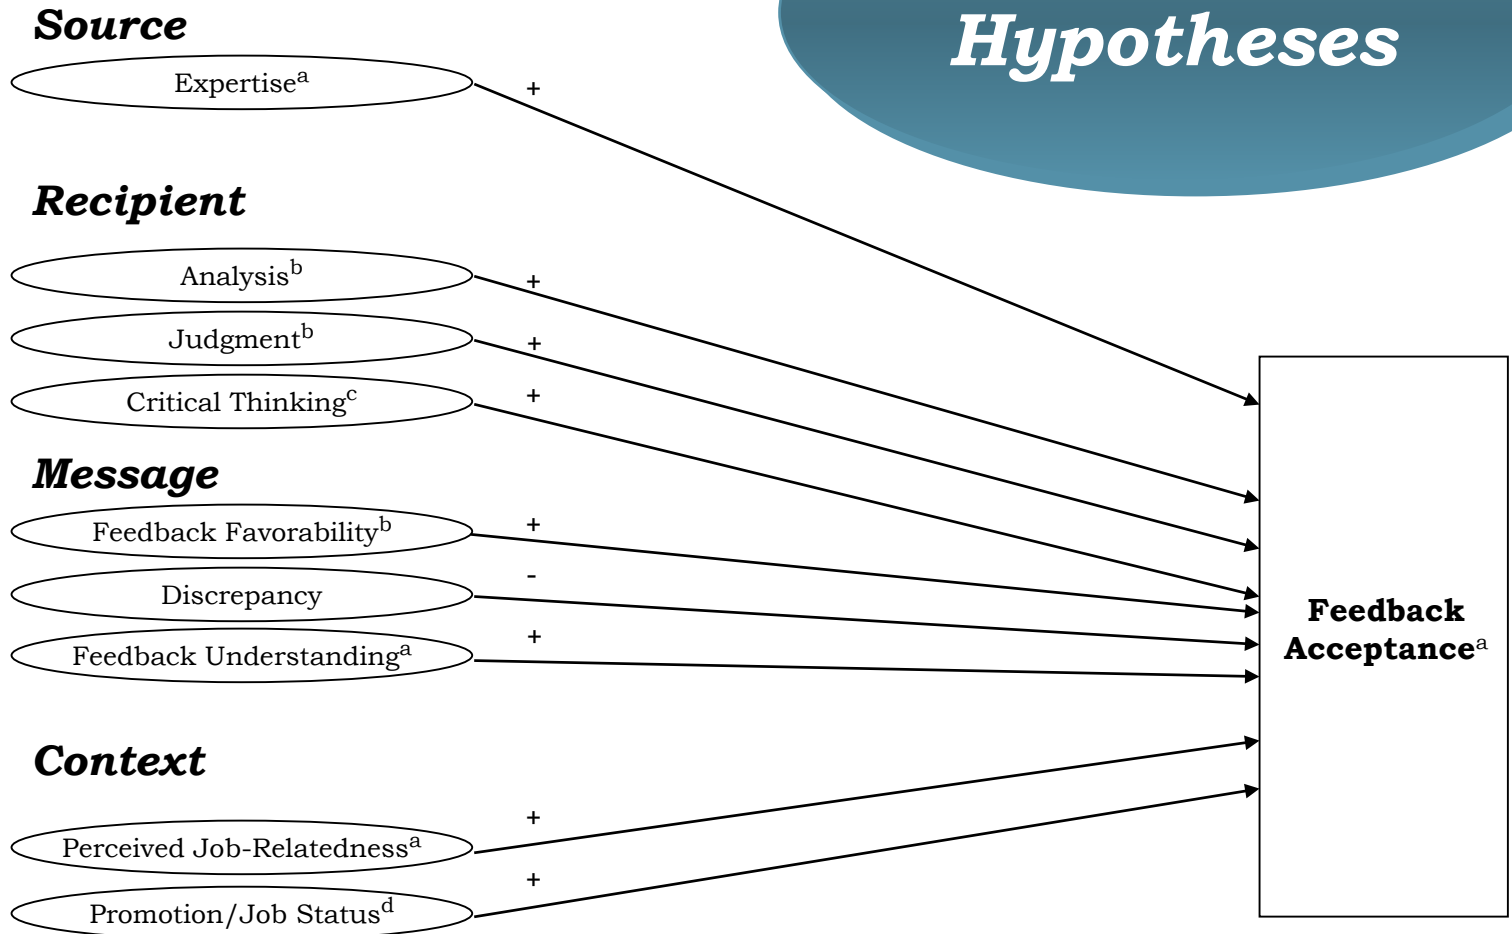 Hypotheses
Source
Expertiseᵃ
+
Recipient
Analysisᵇ
+
Judgmentᵇ
+
Critical Thinkingᶜ
+
Message
Feedback Favorabilityᵇ
+
Discrepancy
-
Feedback Understandingᵃ
+
Feedback
Acceptanceᵃ
Context
Perceived Job-Relatednessᵃ
+
Promotion/Job Statusᵈ
+